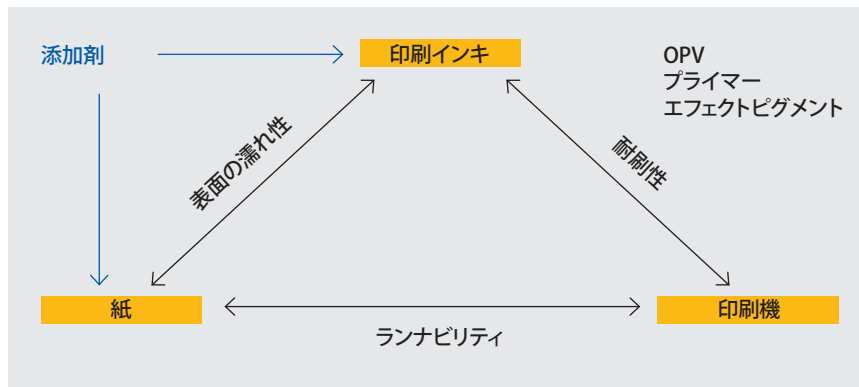 添加剤
印刷インキ
OPV
プライマー
エフェクトピグメント
表面の濡れ性
耐刷性
紙
印刷機
ランナビリティ